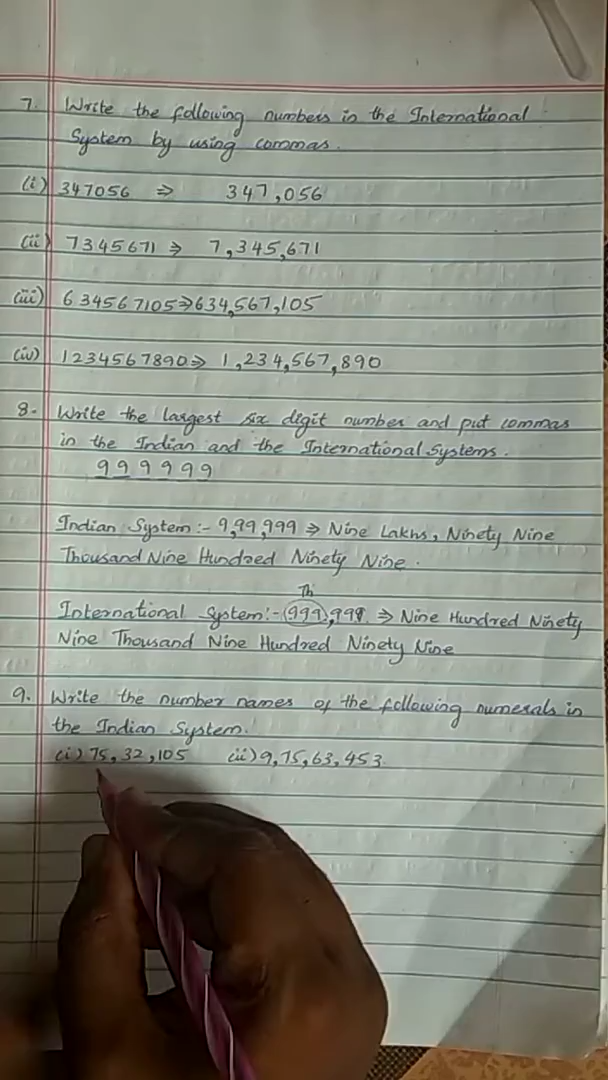 7. Write the following numbers in the International
System by using commas.
(i) 347056 ⇒ 347,056
(ii) 7345671 ⇒ 7,345,671
(iii) 634567105⇒634,567,105
(iv) 1234567890⇒ 1,234,567,890
8. Write the largest six digit number and put commas
in the Indian and the International Systems.
999999
Indian System:- 9,99,999 ⇒ Nine Lakhs, Ninety Nine
Thousand Nine Hundred Ninety Nine.
Th
International System:- 999,999 ⇒ Nine Hundred Ninety
Nine Thousand Nine Hundred Ninety Nine
9. Write the number names of the following numerals in
the Indian System.
(i) 75,32,105 (ii) 9,75,63,453.